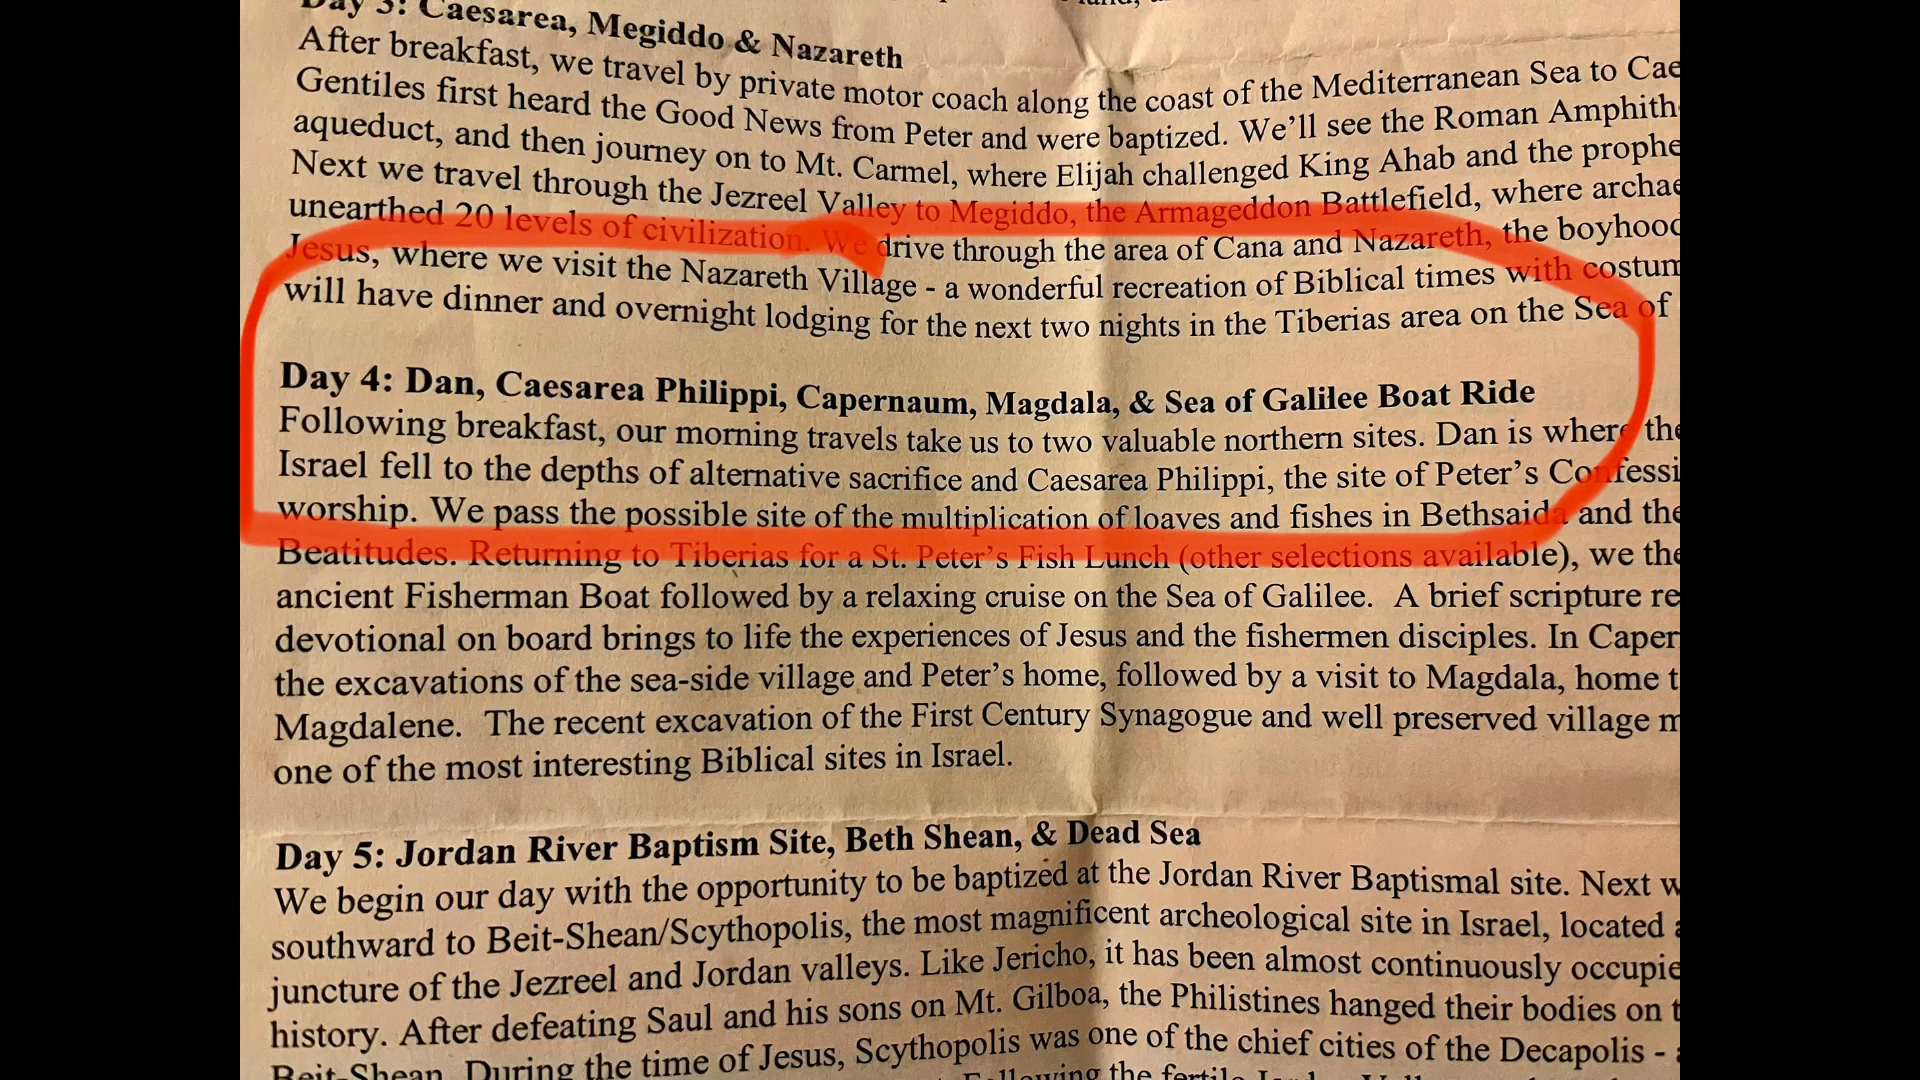 Day 3: Caesarea, Megiddo & Nazareth
After breakfast, we travel by private motor coach along the coast of the Mediterranean Sea to Cae
Gentiles first heard the Good News from Peter and were baptized. We’ll see the Roman Amphith
aqueduct, and then journey on to Mt. Carmel, where Elijah challenged King Ahab and the prophe
Next we travel through the Jezreel Valley to Megiddo, the Armageddon Battlefield, where archae
unearthed 20 levels of civilization. We drive through the area of Cana and Nazareth, the boyhood
Jesus, where we visit the Nazareth Village - a wonderful recreation of Biblical times with costum
will have dinner and overnight lodging for the next two nights in the Tiberias area on the Sea of
Day 4: Dan, Caesarea Philippi, Capernaum, Magdala, & Sea of Galilee Boat Ride
Following breakfast, our morning travels take us to two valuable northern sites. Dan is where the
Israel fell to the depths of alternative sacrifice and Caesarea Philippi, the site of Peter’s Confessi
worship. We pass the possible site of the multiplication of loaves and fishes in Bethsaida and the
Beatitudes. Returning to Tiberias for a St. Peter’s Fish Lunch (other selections available), we the
ancient Fisherman Boat followed by a relaxing cruise on the Sea of Galilee. A brief scripture re
devotional on board brings to life the experiences of Jesus and the fishermen disciples. In Caper
the excavations of the sea-side village and Peter’s home, followed by a visit to Magdala, home t
Magdalene. The recent excavation of the First Century Synagogue and well preserved village m
one of the most interesting Biblical sites in Israel.
Day 5: Jordan River Baptism Site, Beth Shean, & Dead Sea
We begin our day with the opportunity to be baptized at the Jordan River Baptismal site. Next w
southward to Beit-Shean/Scythopolis, the most magnificent archeological site in Israel, located a
juncture of the Jezreel and Jordan valleys. Like Jericho, it has been almost continuously occupie
history. After defeating Saul and his sons on Mt. Gilboa, the Philistines hanged their bodies on t
Beit-Shean. During the time of Jesus, Scythopolis was one of the chief cities of the Decapolis -
Following the fertile Jordan